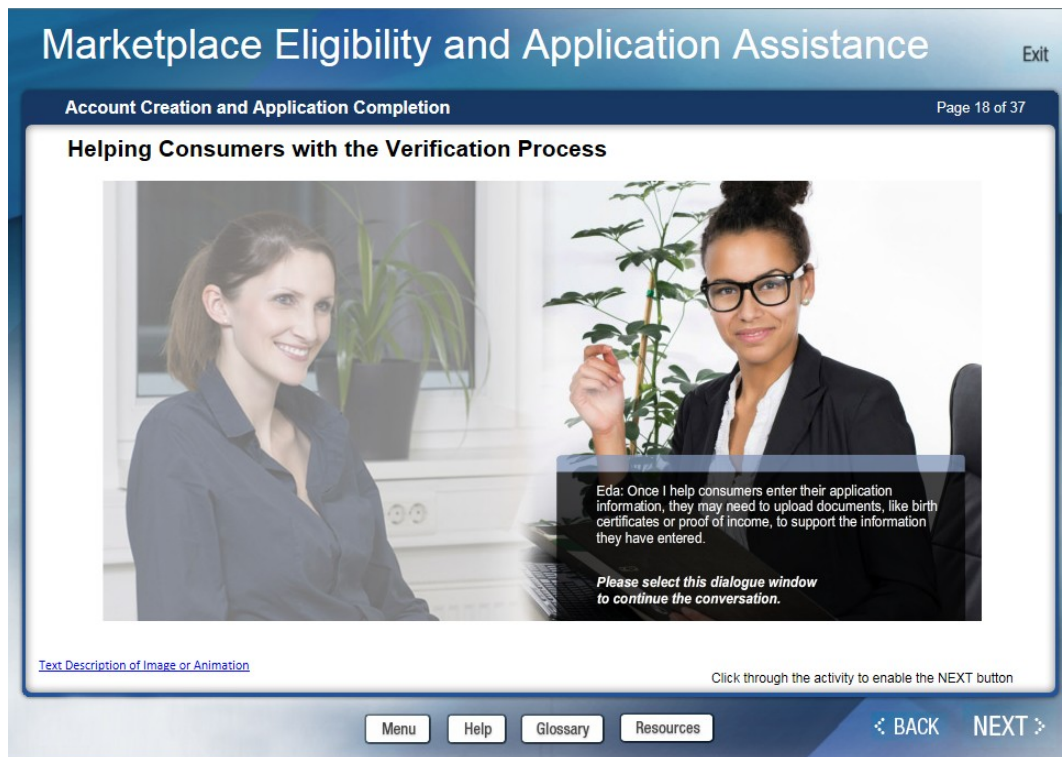 Marketplace Eligibility and Application Assistance
Exit
Account Creation and Application Completion
Page 18 of 37
Helping Consumers with the Verification Process
Eda: Once I help consumers enter their application
information, they may need to upload documents, like birth
certificates or proof of income, to support the information
they have entered.
Please select this dialogue window
to continue the conversation.
Text Description of Image or Animation
Click through the activity to enable the NEXT button
Menu
Help
Glossary
Resources
< BACK
NEXT >